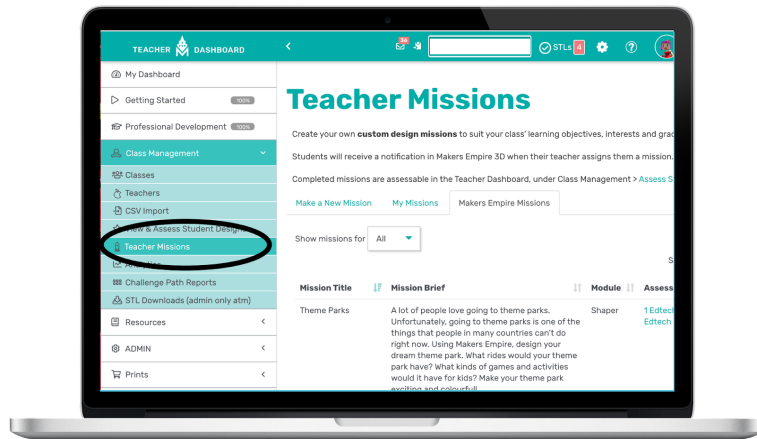 TEACHER DASHBOARD
36
STLs 4
My Dashboard
Getting Started 100%
Professional Development 100%
Class Management
Classes
Teachers
CSV Import
View & Assess Student Designs
Teacher Missions
Analytics
Challenge Path Reports
STL Downloads (admin only atm)
Resources
ADMIN
Prints
Teacher Missions
Create your own custom design missions to suit your class' learning objectives, interests and grad
Students will receive a notification in Makers Empire 3D when their teacher assigns them a mission.
Completed missions are assessable in the Teacher Dashboard, under Class Management > Assess S
Make a New Mission My Missions Makers Empire Missions
Show missions for All
S
Mission Title Mission Brief Module Assess
Theme Parks A lot of people love going to theme parks. Shaper 1 Edtech
Unfortunately, going to theme parks is one of the Edtech
things that people in many countries can't do
right now. Using Makers Empire, design your
dream theme park. What rides would your theme
park have? What kinds of games and activities
would it have for kids? Make your theme park
exciting and colourful!